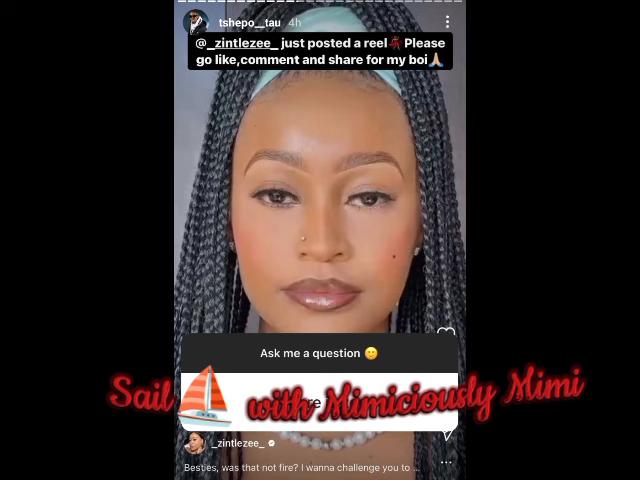 tshepo__tau 4h
@_zintlezee_ just posted a reel💃Please
go like,comment and share for my boi🙏
Ask me a question 🙂
Sail with Mimiciously Mimi
_zintlezee_
Besties, was that not fire? I wanna challenge you to ...